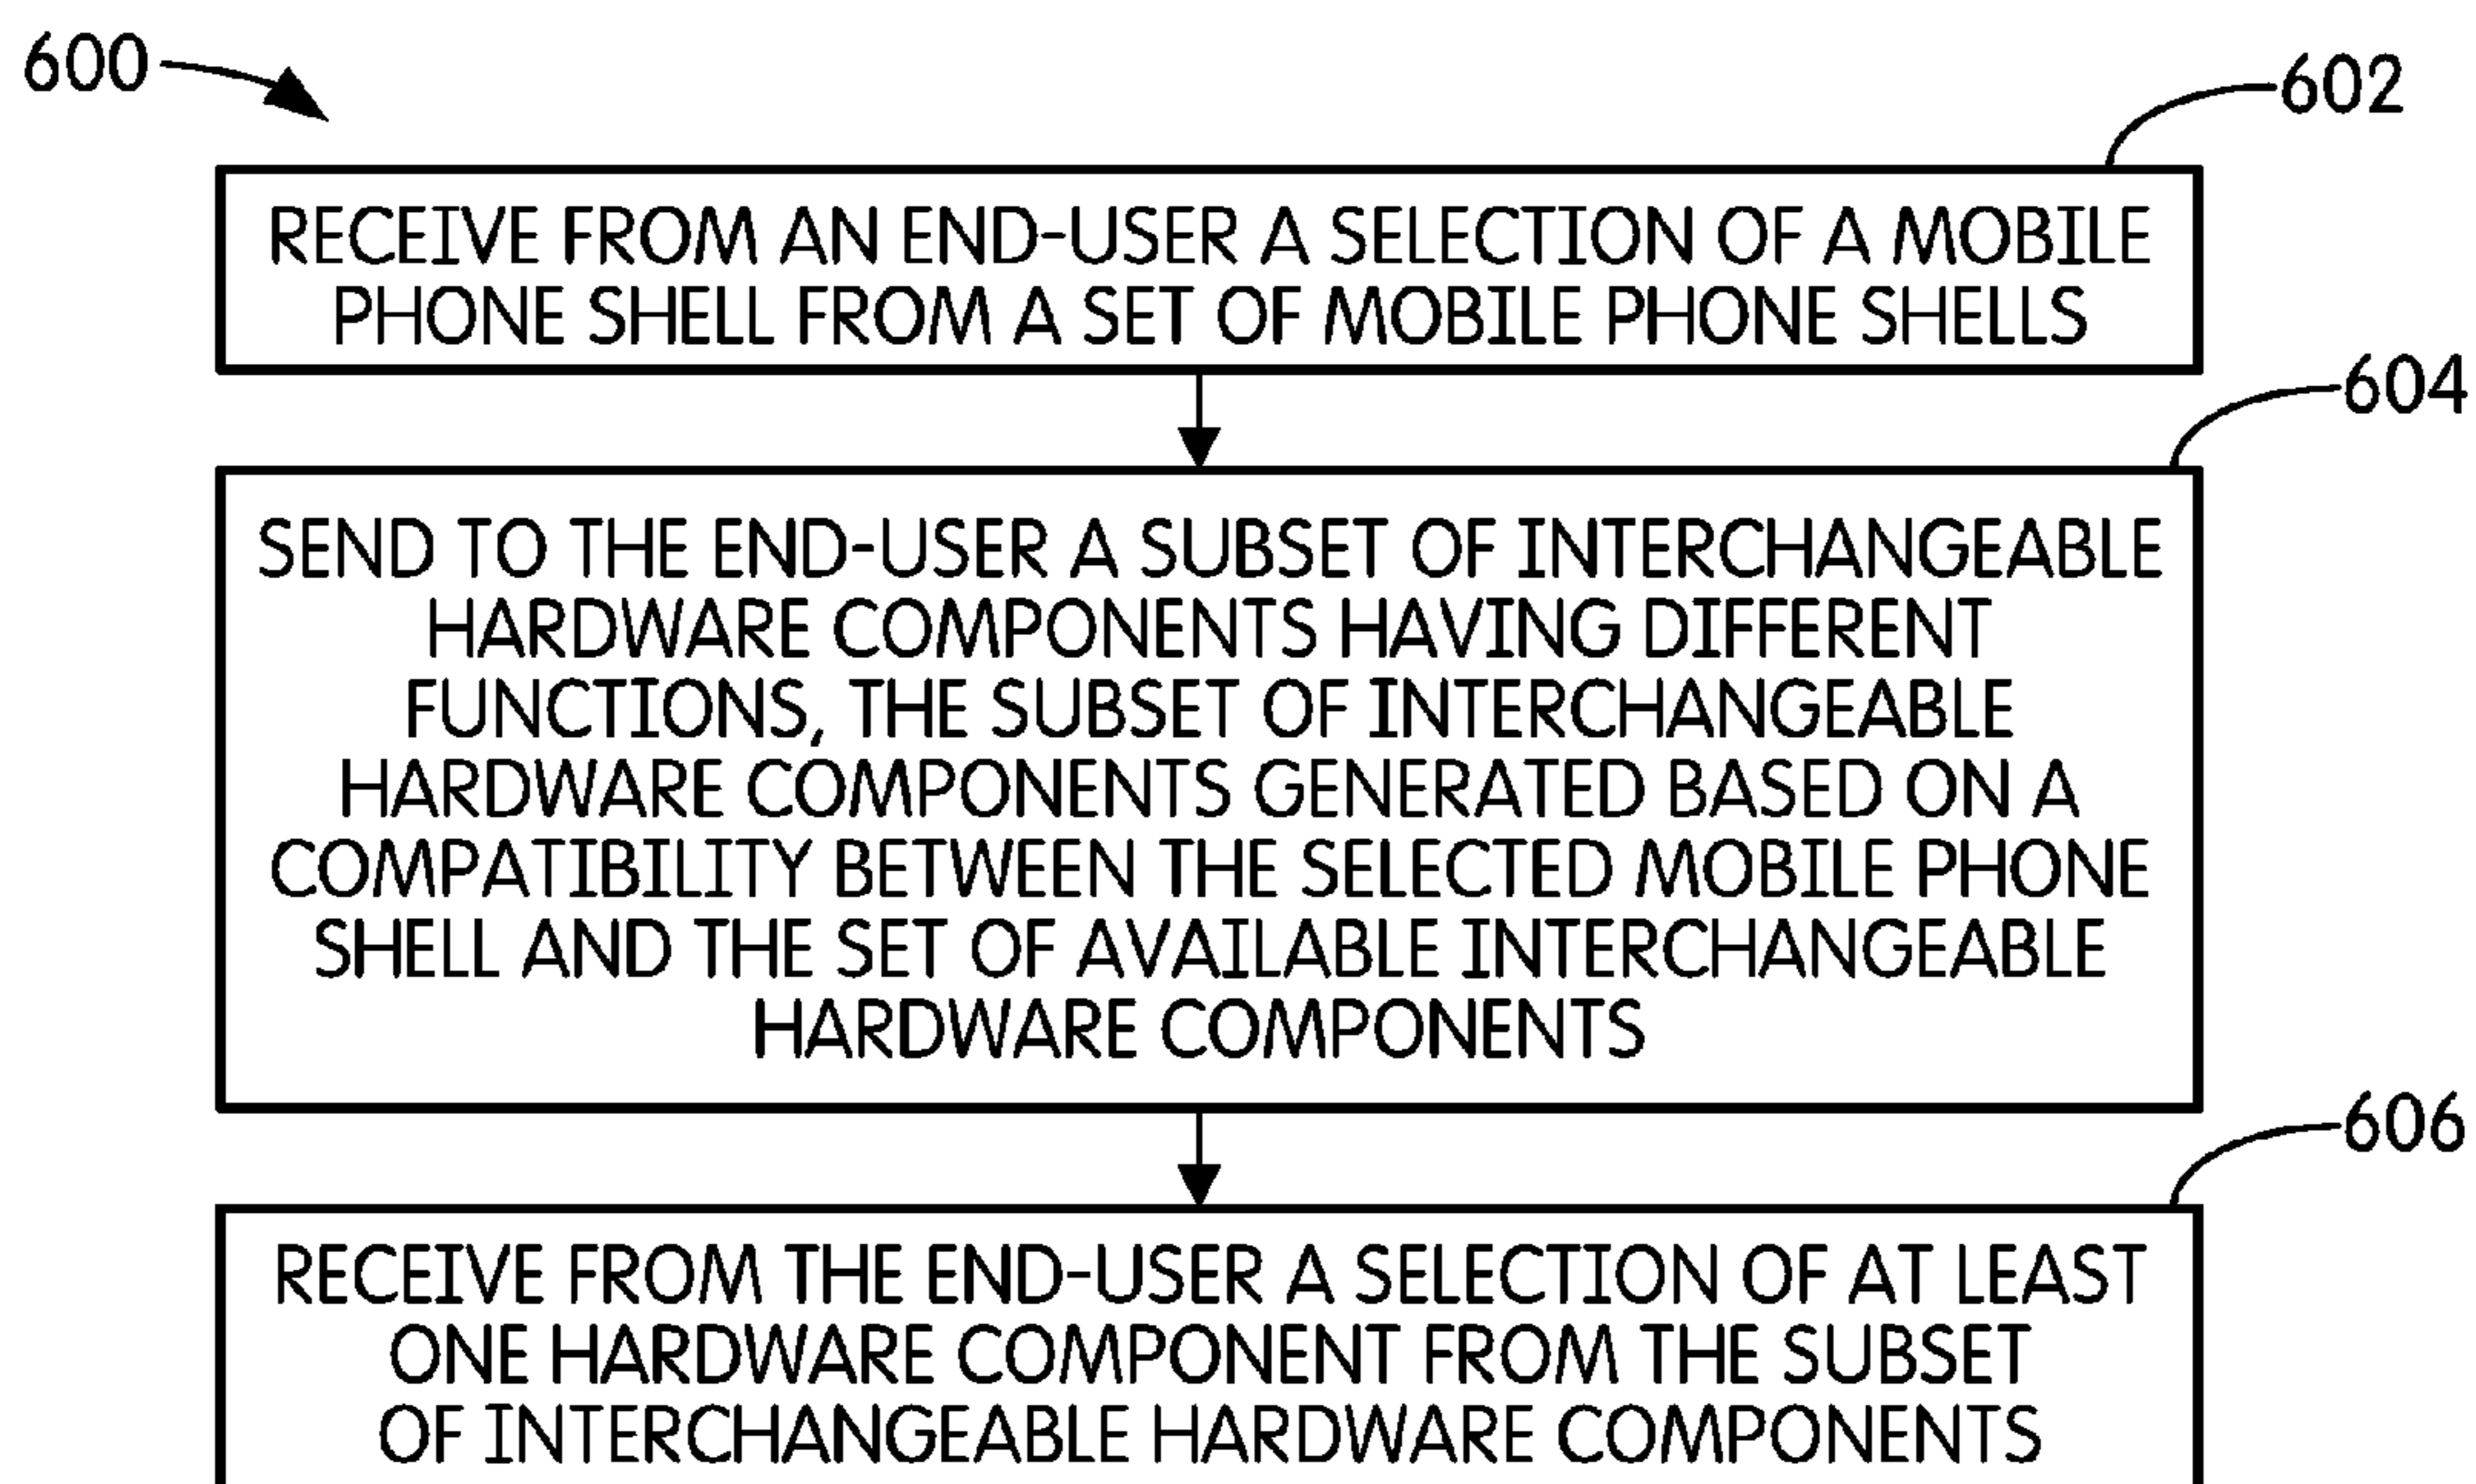 600
602
RECEIVE FROM AN END-USER A SELECTION OF A MOBILE
PHONE SHELL FROM A SET OF MOBILE PHONE SHELLS
604
SEND TO THE END-USER A SUBSET OF INTERCHANGEABLE
HARDWARE COMPONENTS HAVING DIFFERENT
FUNCTIONS, THE SUBSET OF INTERCHANGEABLE
HARDWARE COMPONENTS GENERATED BASED ON A
COMPATIBILITY BETWEEN THE SELECTED MOBILE PHONE
SHELL AND THE SET OF AVAILABLE INTERCHANGEABLE
HARDWARE COMPONENTS
606
RECEIVE FROM THE END-USER A SELECTION OF AT LEAST
ONE HARDWARE COMPONENT FROM THE SUBSET
OF INTERCHANGEABLE HARDWARE COMPONENTS